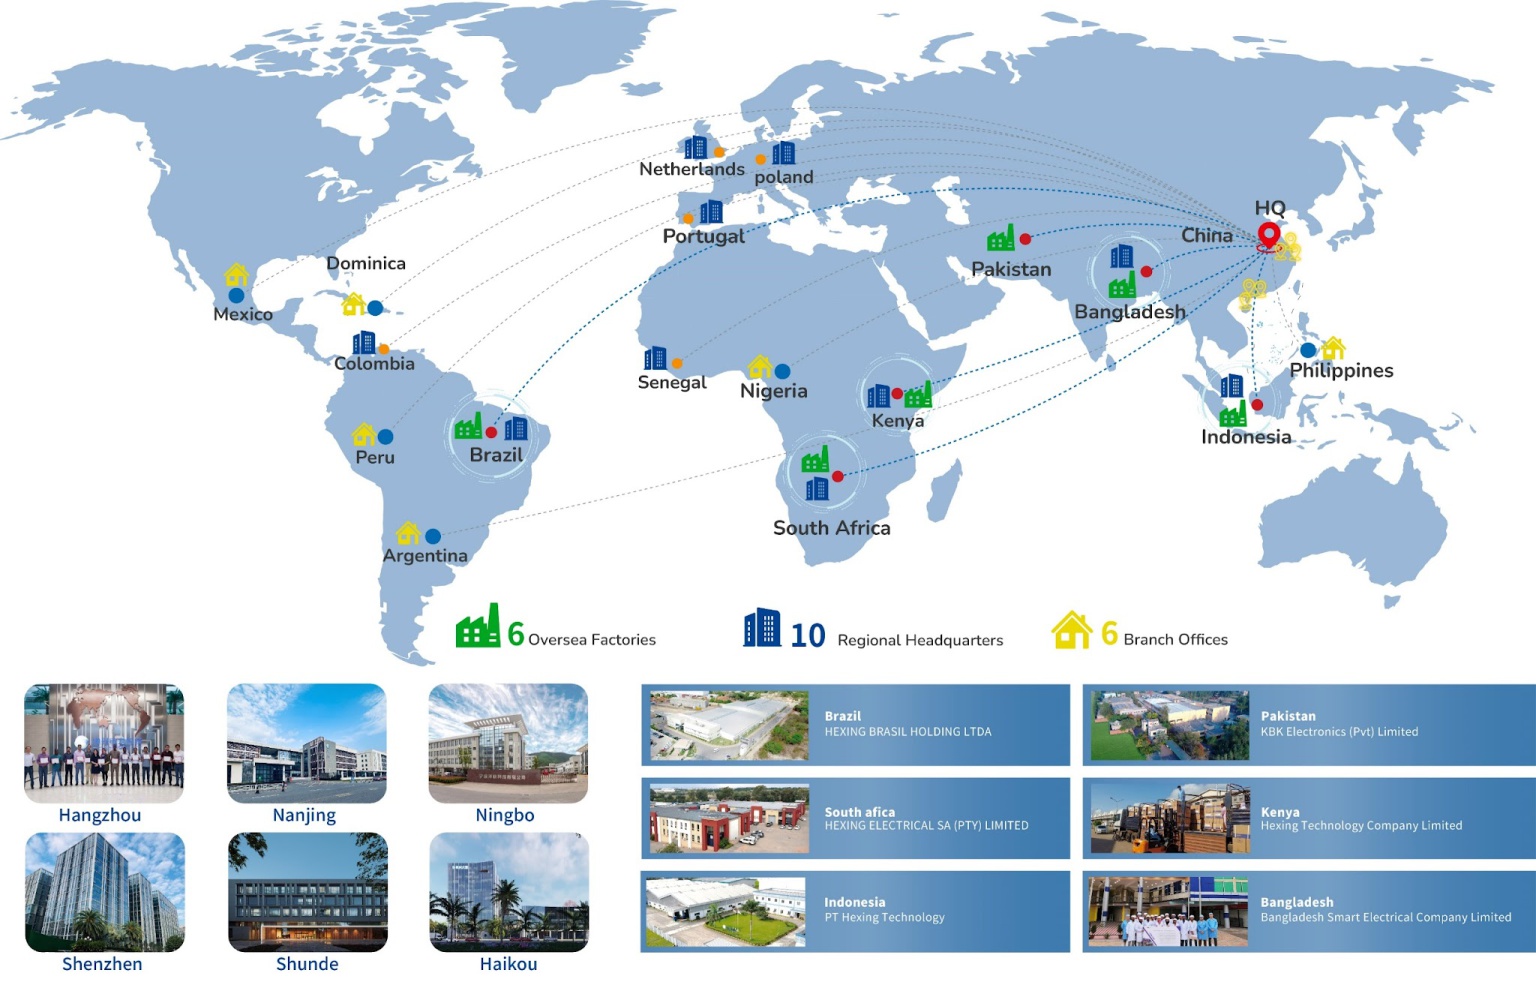 HQ
China
Netherlands
poland
Portugal
Pakistan
Bangladesh
Dominica
Mexico
Colombia
Senegal
Nigeria
Kenya
Philippines
Indonesia
Peru
Brazil
South Africa
Argentina
6 Oversea Factories
10 Regional Headquarters
6 Branch Offices
Hangzhou
Nanjing
Ningbo
Shenzhen
Shunde
Haikou
Brazil
HEXING BRASIL HOLDING LTDA
Pakistan
KBK Electronics (Pvt) Limited
South afica
HEXING ELECTRICAL SA (PTY) LIMITED
Kenya
Hexing Technology Company Limited
Indonesia
PT Hexing Technology
Bangladesh
Bangladesh Smart Electrical Company Limited